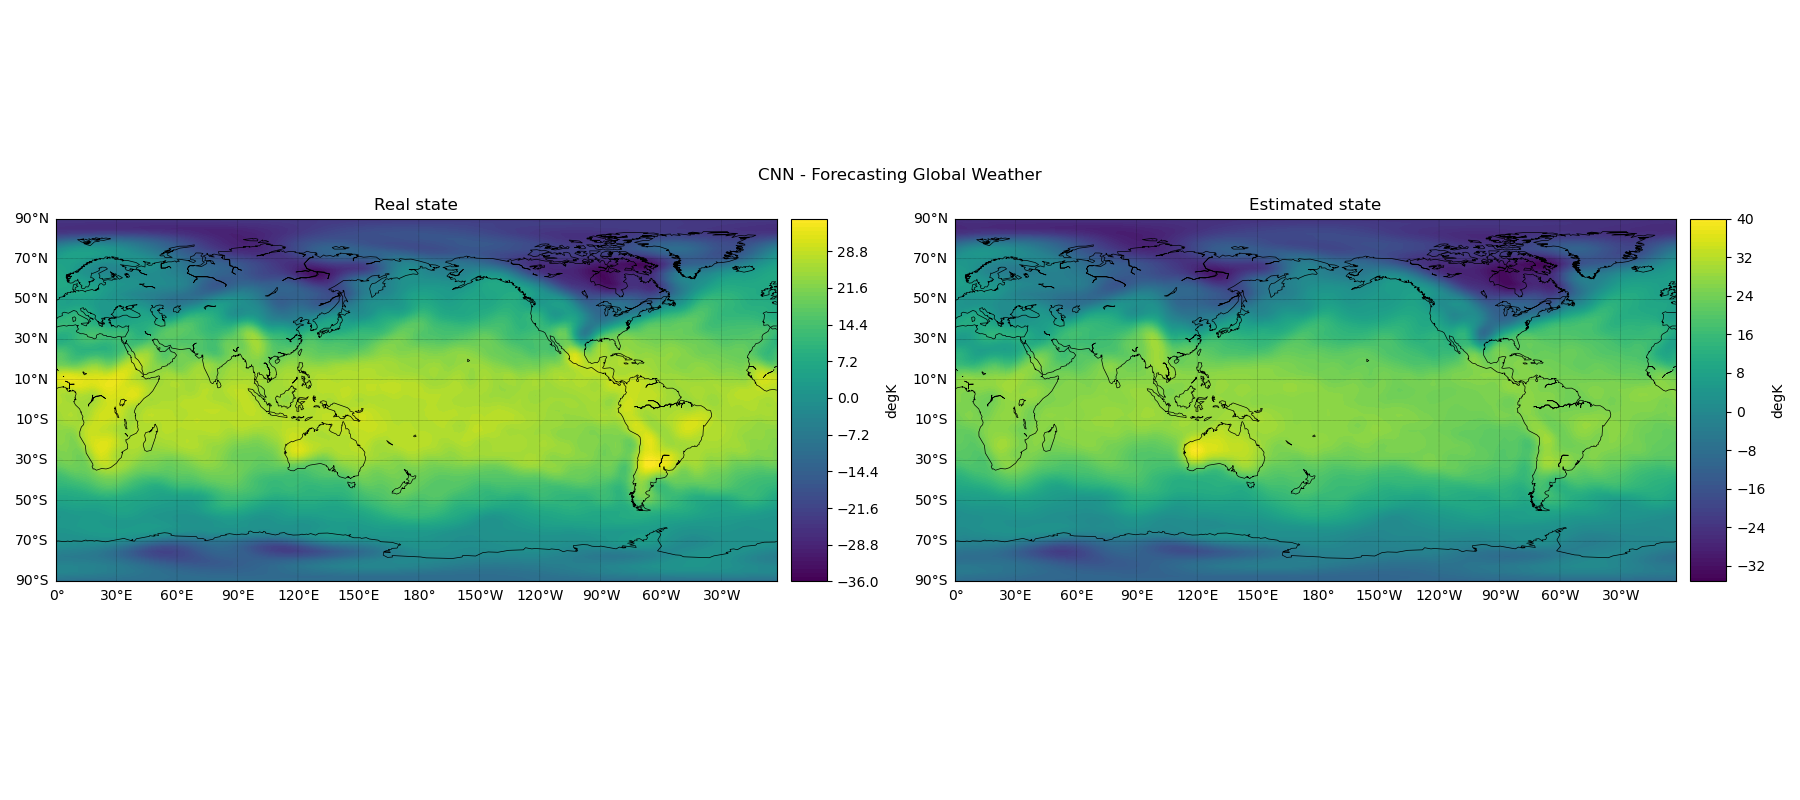 CNN - Forecasting Global Weather
Real state
90°N
70°N
50°N
30°N
10°N
10°S
30°S
50°S
70°S
90°S
0° 30°E 60°E 90°E 120°E 150°E 180° 150°W 120°W 90°W 60°W 30°W
28.8
21.6
14.4
7.2
0.0
−7.2
−14.4
−21.6
−28.8
−36.0
degK
Estimated state
90°N
70°N
50°N
30°N
10°N
10°S
30°S
50°S
70°S
90°S
0° 30°E 60°E 90°E 120°E 150°E 180° 150°W 120°W 90°W 60°W 30°W
40
32
24
16
8
0
−8
−16
−24
−32
degK